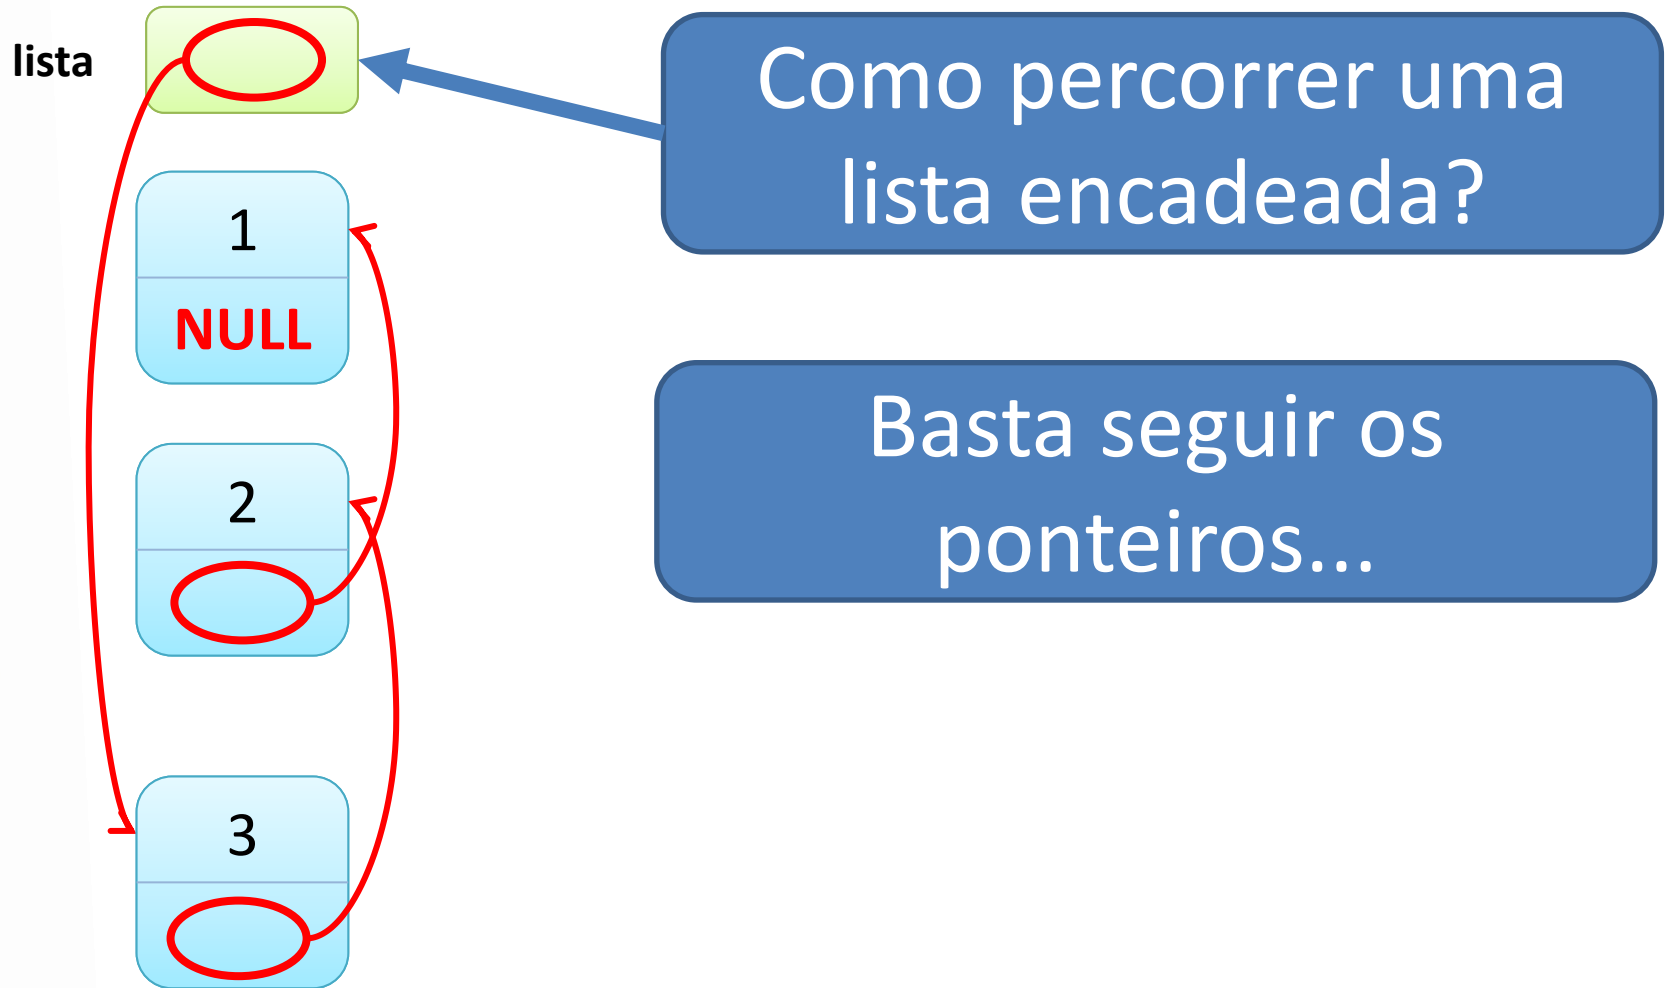 lista
Como percorrer uma
lista encadeada?
1
NULL
Basta seguir os
ponteiros...
2
3